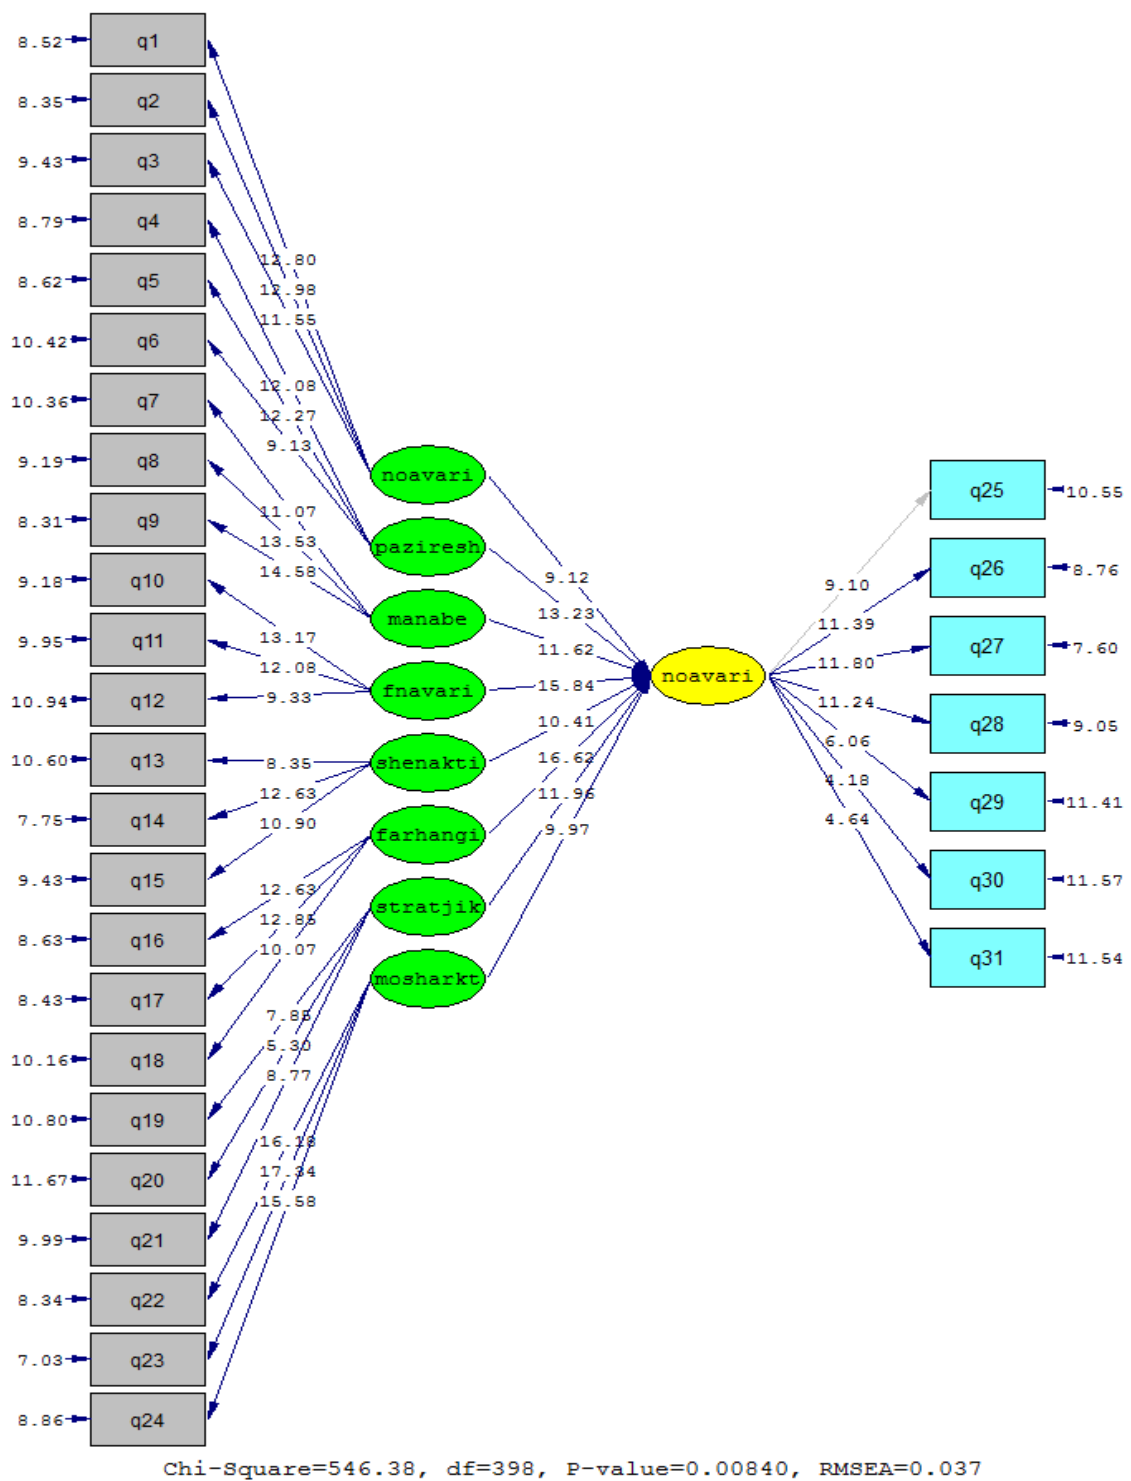 8.52 q1
8.35 q2
9.43 q3
8.79 q4
8.62 q5
10.42 q6
10.36 q7
9.19 q8
8.31 q9
9.18 q10
9.95 q11
10.94 q12
10.60 q13
7.75 q14
9.43 q15
8.63 q16
8.43 q17
10.16 q18
10.80 q19
11.67 q20
9.99 q21
8.34 q22
7.03 q23
8.86 q24
12.80
12.98
11.55
12.08
12.27
9.13
11.07
13.53
14.58
13.17
12.08
9.33
8.35
12.63
10.90
12.63
12.85
10.07
7.85
5.30
8.77
16.18
17.34
15.58
noavari
paziresh
manabe
fnavari
shenakti
farhangi
stratjik
mosharkt
9.12
13.23
11.62
15.84
10.41
16.62
11.96
9.97
noavari
9.10
11.39
11.80
11.24
6.06
4.18
4.64
q25 10.55
q26 8.76
q27 7.60
q28 9.05
q29 11.41
q30 11.57
q31 11.54
Chi-Square=546.38, df=398, P-value=0.00840, RMSEA=0.037